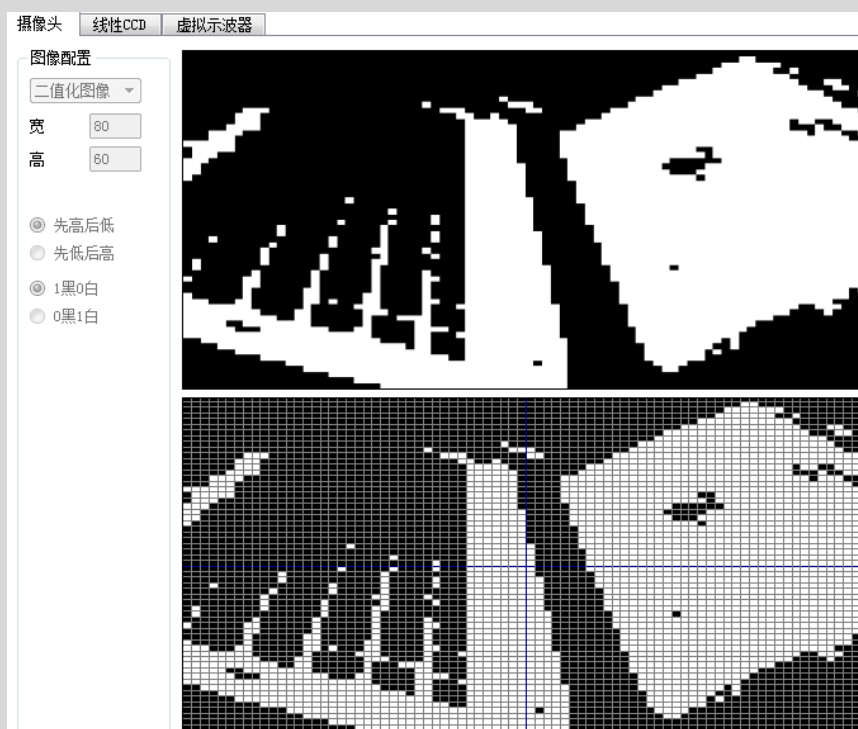 摄像头 线性CCD 虚拟示波器
图像配置
二值化图像
宽 80
高 60
先高后低
先低后高
1黑0白
0黑1白